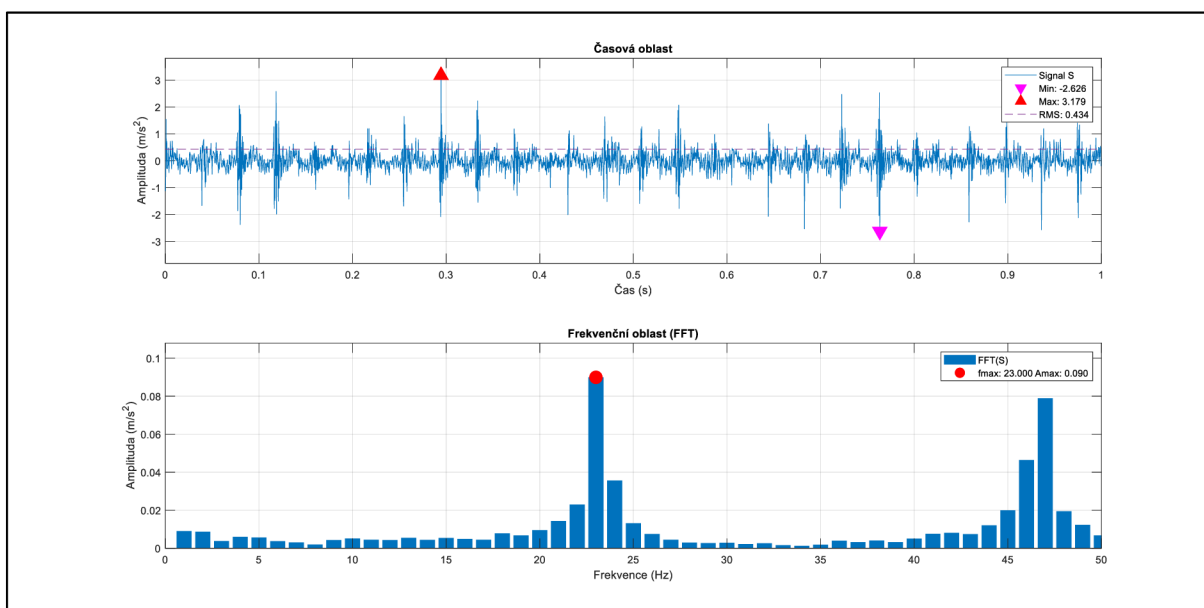 Časová oblast
Amplituda (m/s²)
3
2
1
0
-1
-2
-3
Signal S
Min: -2.626
Max: 3.179
RMS: 0.434
0 0.1 0.2 0.3 0.4 0.5 0.6 0.7 0.8 0.9 1
Čas (s)
Frekvenční oblast (FFT)
Amplituda (m/s²)
0.1
0.08
0.06
0.04
0.02
0
FFT(S)
fmax: 23.000 Amax: 0.090
0 5 10 15 20 25 30 35 40 45 50
Frekvence (Hz)